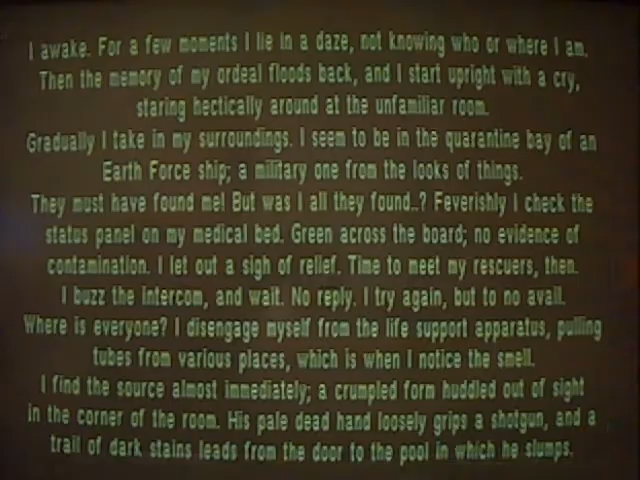 I awake. For a few moments I lie in a daze, not knowing who or where I am.
Then the memory of my ordeal floods back, and I start upright with a cry,
staring hectically around at the unfamiliar room.
Gradually I take in my surroundings. I seem to be in the quarantine bay of an
Earth Force ship; a military one from the looks of things.
They must have found me! But was I all they found..? Feverishly I check the
status panel on my medical bed. Green across the board; no evidence of
contamination. I let out a sigh of relief. Time to meet my rescuers, then.
I buzz the intercom, and wait. No reply. I try again, but to no avail.
Where is everyone? I disengage myself from the life support apparatus, pulling
tubes from various places, which is when I notice the smell.
I find the source almost immediately; a crumpled form huddled out of sight
in the corner of the room. His pale dead hand loosely grips a shotgun, and a
trail of dark stains leads from the door to the pool in which he slumps.